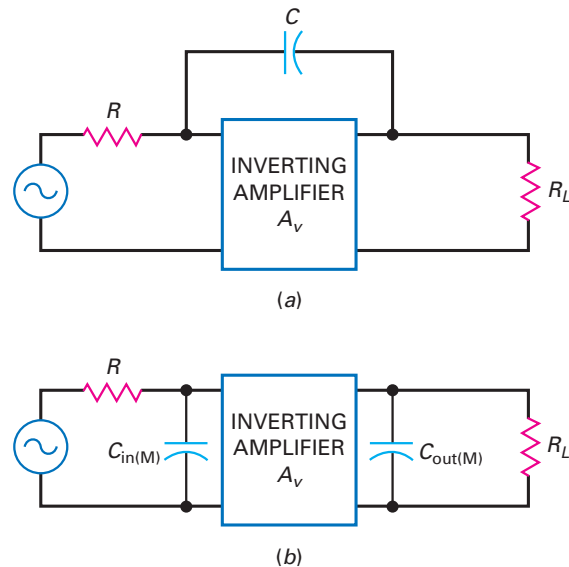 C
R
INVERTING
AMPLIFIER
A_v
R_L
(a)
R
C_in(M)
INVERTING
AMPLIFIER
A_v
C_out(M)
R_L
(b)